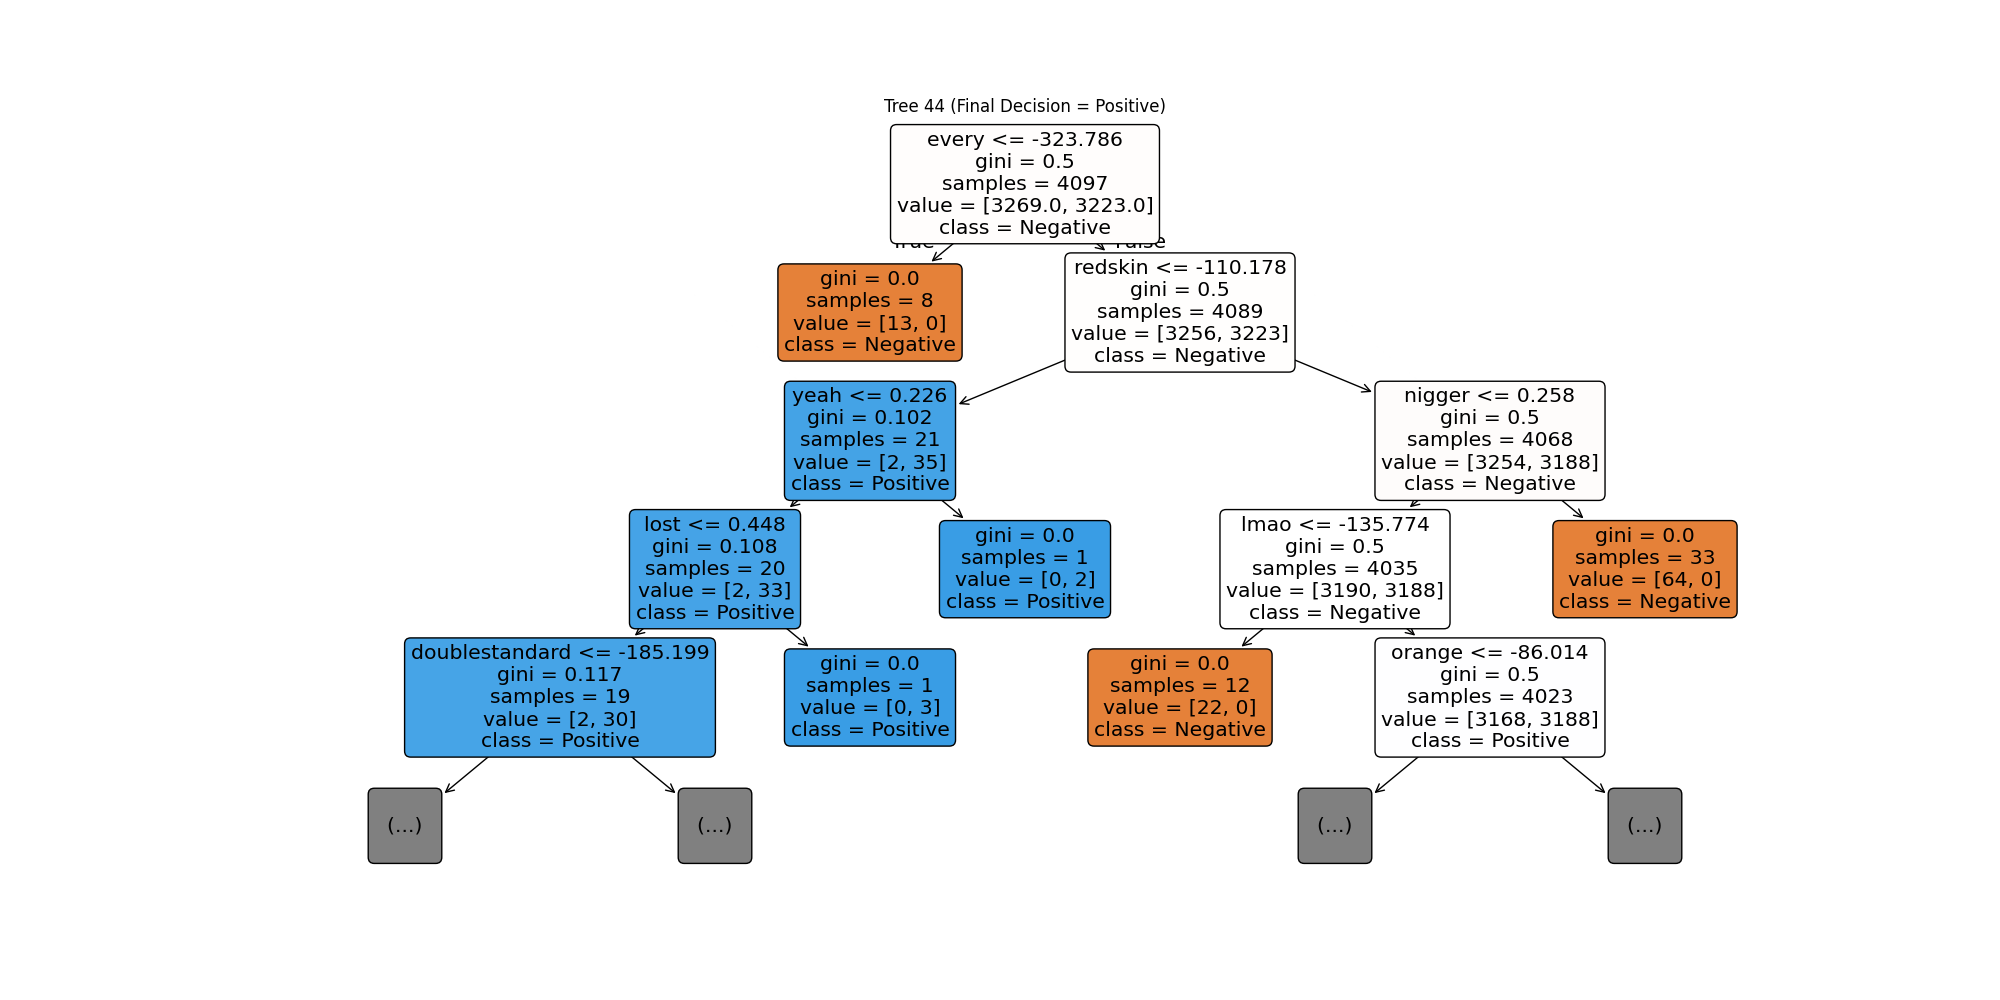 Tree 44 (Final Decision = Positive)
every <= -323.786
gini = 0.5
samples = 4097
value = [3269.0, 3223.0]
class = Negative
True
False
gini = 0.0
samples = 8
value = [13, 0]
class = Negative
redskin <= -110.178
gini = 0.5
samples = 4089
value = [3256, 3223]
class = Negative
yeah <= 0.226
gini = 0.102
samples = 21
value = [2, 35]
class = Positive
nigger <= 0.258
gini = 0.5
samples = 4068
value = [3254, 3188]
class = Negative
lost <= 0.448
gini = 0.108
samples = 20
value = [2, 33]
class = Positive
gini = 0.0
samples = 1
value = [0, 2]
class = Positive
lmao <= -135.774
gini = 0.5
samples = 4035
value = [3190, 3188]
class = Negative
gini = 0.0
samples = 33
value = [64, 0]
class = Negative
doublestandard <= -185.199
gini = 0.117
samples = 19
value = [2, 30]
class = Positive
gini = 0.0
samples = 1
value = [0, 3]
class = Positive
gini = 0.0
samples = 12
value = [22, 0]
class = Negative
orange <= -86.014
gini = 0.5
samples = 4023
value = [3168, 3188]
class = Positive
(...)
(...)
(...)
(...)